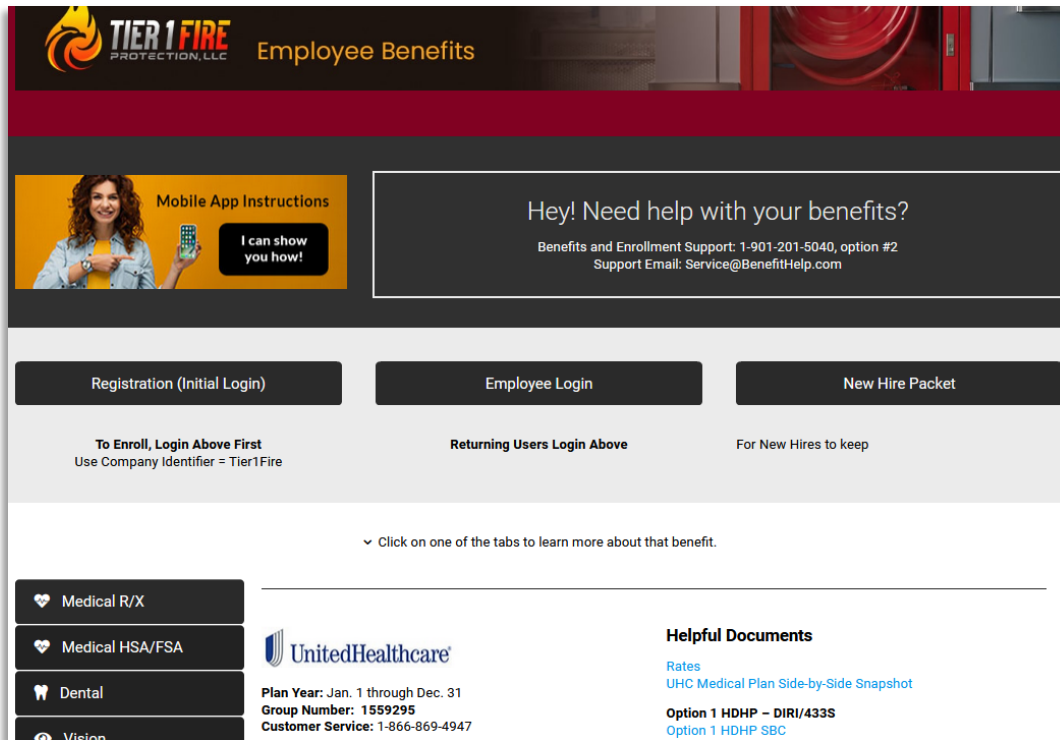 TIER 1 FIRE
PROTECTION, LLC
Employee Benefits
Mobile App Instructions
I can show
you how!
Hey! Need help with your benefits?
Benefits and Enrollment Support: 1-901-201-5040, option #2
Support Email: Service@BenefitHelp.com
Registration (Initial Login)
Employee Login
New Hire Packet
To Enroll, Login Above First
Use Company Identifier = Tier1Fire
Returning Users Login Above
For New Hires to keep
Click on one of the tabs to learn more about that benefit.
Medical R/X
Medical HSA/FSA
Dental
Vision
UnitedHealthcare
Plan Year: Jan. 1 through Dec. 31
Group Number: 1559295
Customer Service: 1-866-869-4947
Helpful Documents
Rates
UHC Medical Plan Side-by-Side Snapshot
Option 1 HDHP – DIRI/433S
Option 1 HDHP SBC